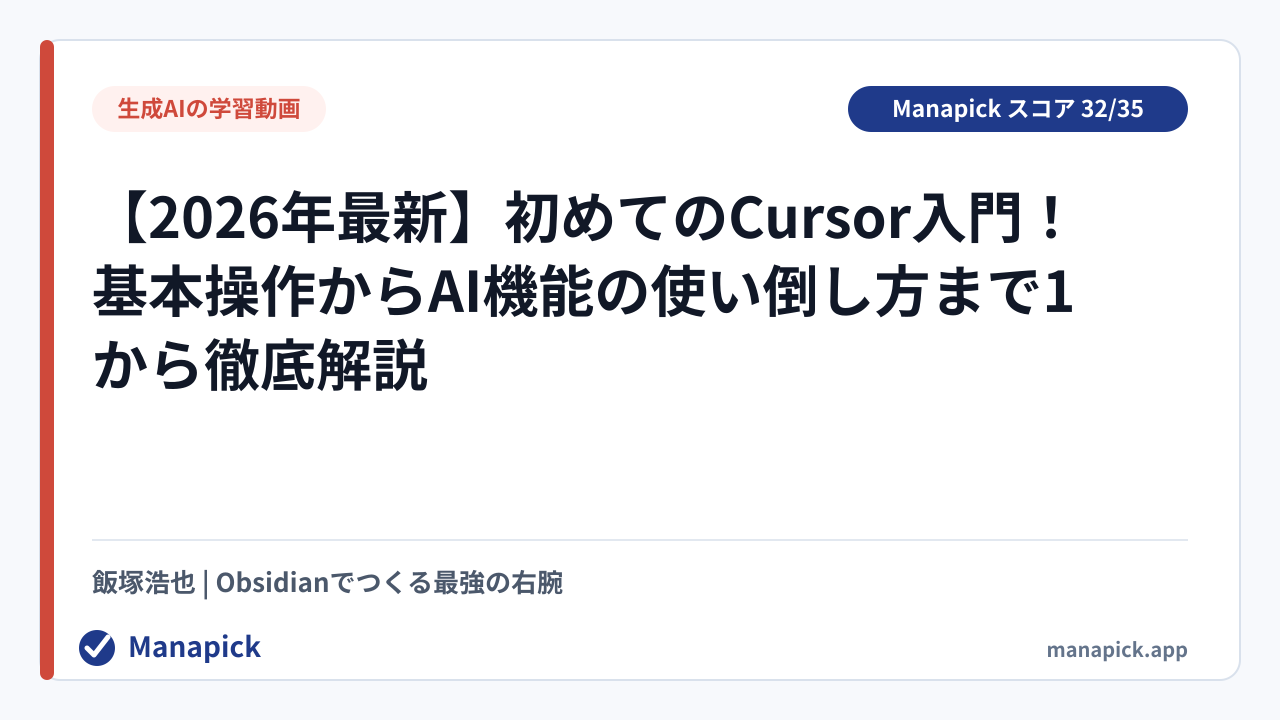 生成AIの学習動画
Manapick スコア 32/35
【2026年最新】初めてのCursor入門！
基本操作からAI機能の使い倒し方まで1
から徹底解説
飯塚浩也 | Obsidianでつくる最強の右腕
Manapick
manapick.app